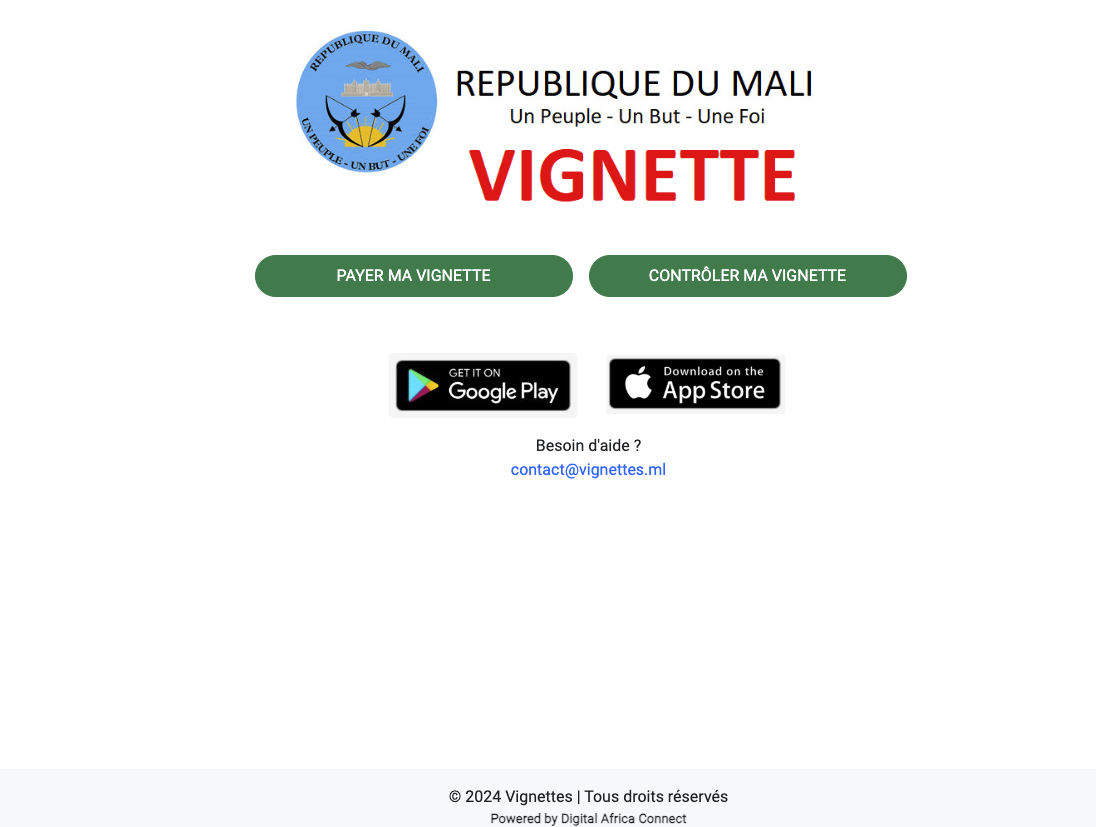 REPUBLIQUE DU MALI
UN PEUPLE - UN BUT - UNE FOI
REPUBLIQUE DU MALI
Un Peuple - Un But - Une Foi
VIGNETTE
PAYER MA VIGNETTE
CONTRÔLER MA VIGNETTE
GET IT ON
Google Play
Download on the
App Store
Besoin d'aide ?
contact@vignettes.ml
© 2024 Vignettes | Tous droits réservés
Powered by Digital Africa Connect